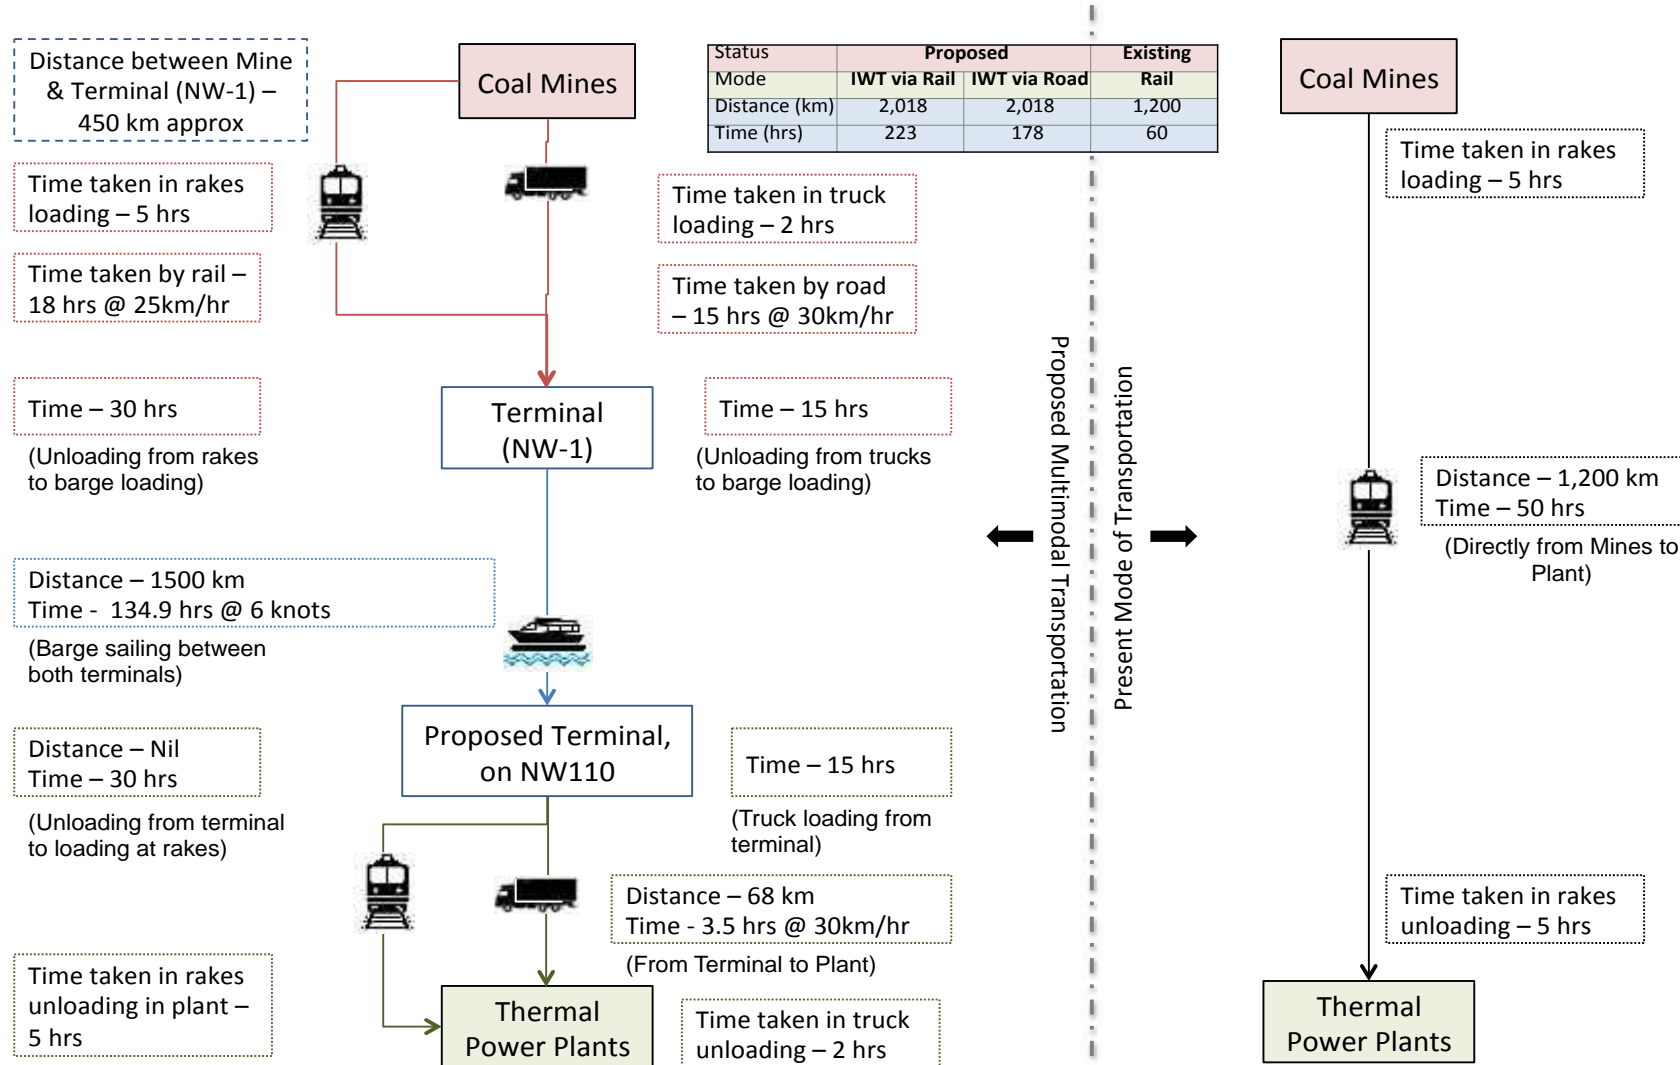 Distance between Mine
& Terminal (NW-1) –
450 km approx
Coal Mines
Status Proposed Existing
Mode IWT via Rail IWT via Road Rail
Distance (km) 2,018 2,018 1,200
Time (hrs) 223 178 60
Coal Mines
Time taken in rakes
loading – 5 hrs
Time taken in truck
loading – 2 hrs
Time taken in rakes
loading – 5 hrs
Time taken by rail –
18 hrs @ 25km/hr
Time taken by road
– 15 hrs @ 30km/hr
Time – 30 hrs
(Unloading from rakes
to barge loading)
Terminal
(NW-1)
Time – 15 hrs
(Unloading from trucks
to barge loading)
Proposed Multimodal Transportation
Present Mode of Transportation
Distance – 1,200 km
Time – 50 hrs
(Directly from Mines to
Plant)
Distance – 1500 km
Time - 134.9 hrs @ 6 knots
(Barge sailing between
both terminals)
Proposed Terminal,
on NW110
Distance – Nil
Time – 30 hrs
(Unloading from terminal
to loading at rakes)
Time – 15 hrs
(Truck loading from
terminal)
Distance – 68 km
Time - 3.5 hrs @ 30km/hr
(From Terminal to Plant)
Time taken in rakes
unloading – 5 hrs
Time taken in rakes
unloading in plant –
5 hrs
Thermal
Power Plants
Time taken in truck
unloading – 2 hrs
Thermal
Power Plants